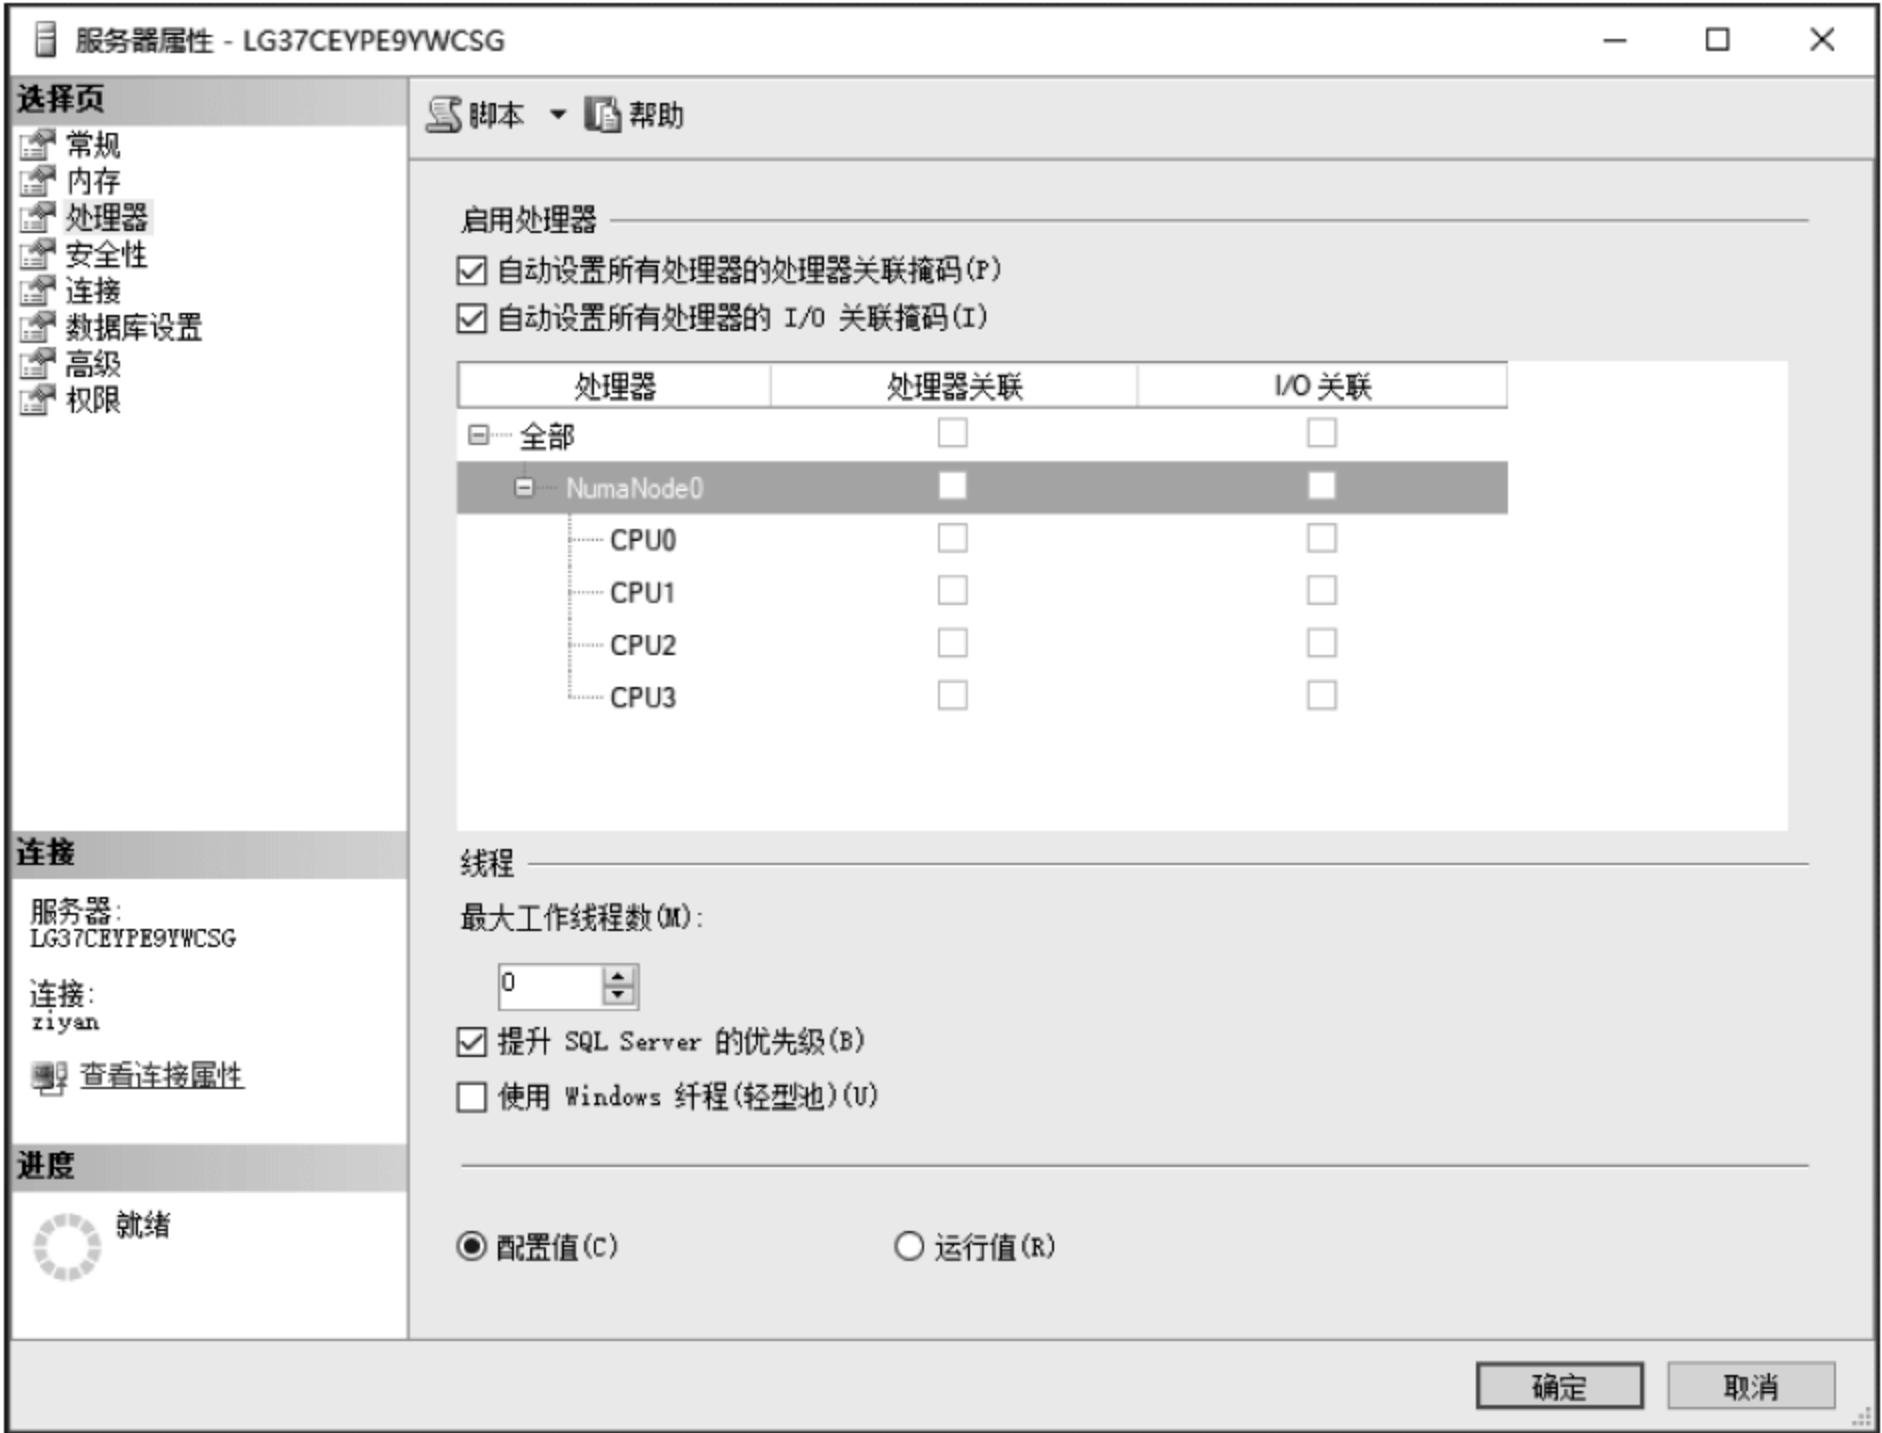 服务器属性 - LG37CEYPE9YWCSG
选择页
常规
内存
处理器
安全性
连接
数据库设置
高级
权限
连接
服务器:
LG37CEYPE9YWCSG
连接:
ziyan
查看连接属性
进度
就绪
脚本 帮助
启用处理器
自动设置所有处理器的处理器关联掩码(P)
自动设置所有处理器的 I/O 关联掩码(I)
处理器 处理器关联 I/O 关联
全部
NumaNode0
CPU0
CPU1
CPU2
CPU3
线程
最大工作线程数(M):
0
提升 SQL Server 的优先级(B)
使用 Windows 纤程(轻型池)(U)
配置值(C) 运行值(R)
确定 取消